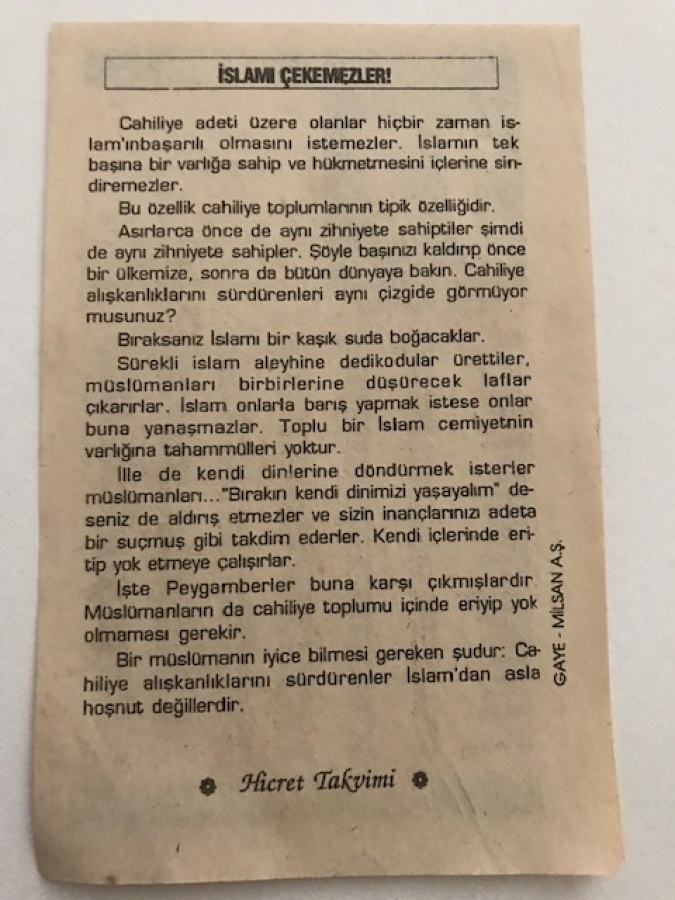 İSLAMI ÇEKEMEZLER!
Cahiliye adeti üzere olanlar hiçbir zaman is-
lam'ınbaşarılı olmasını istemezler. İslamın tek
başına bir varlığa sahip ve hükmetmesini içlerine sin-
diremezler.
Bu özellik cahiliye toplumlarının tipik özelliğidir.
Asırlarca önce de aynı zihniyete sahiptiler şimdi
de aynı zihniyete sahipler. Şöyle başınızı kaldırıp önce
bir ülkemize, sonra da bütün dünyaya bakın. Cahiliye
alışkanlıklarını sürdürenleri aynı çizgide görmüyor
musunuz?
Bıraksanız İslamı bir kaşık suda boğacaklar.
Sürekli islam aleyhine dedikodular ürettiler,
müslümanları birbirlerine düşürecek laflar
çıkarırlar. İslam onlarla barış yapmak istese onlar
buna yanaşmazlar. Toplu bir İslam cemiyetnin
varlığına tahammülleri yoktur.
İlle de kendi dinlerine döndürmek isterler
müslümanları..."Bırakın kendi dinimizi yaşayalım" de-
seniz de aldırış etmezler ve sizin inançlarınızı adeta
bir suçmuş gibi takdim ederler. Kendi içlerinde eri-
tip yok etmeye çalışırlar.
İşte Peygamberler buna karşı çıkmışlardır.
Müslümanların da cahiliye toplumu içinde eriyip yok
olmaması gerekir.
Bir müslümanın iyice bilmesi gereken şudur: Ca-
hiliye alışkanlıklarını sürdürenler İslam'dan asla
hoşnut değillerdir.
Hicret Takvimi
GAYE - MİLSAN A.Ş.